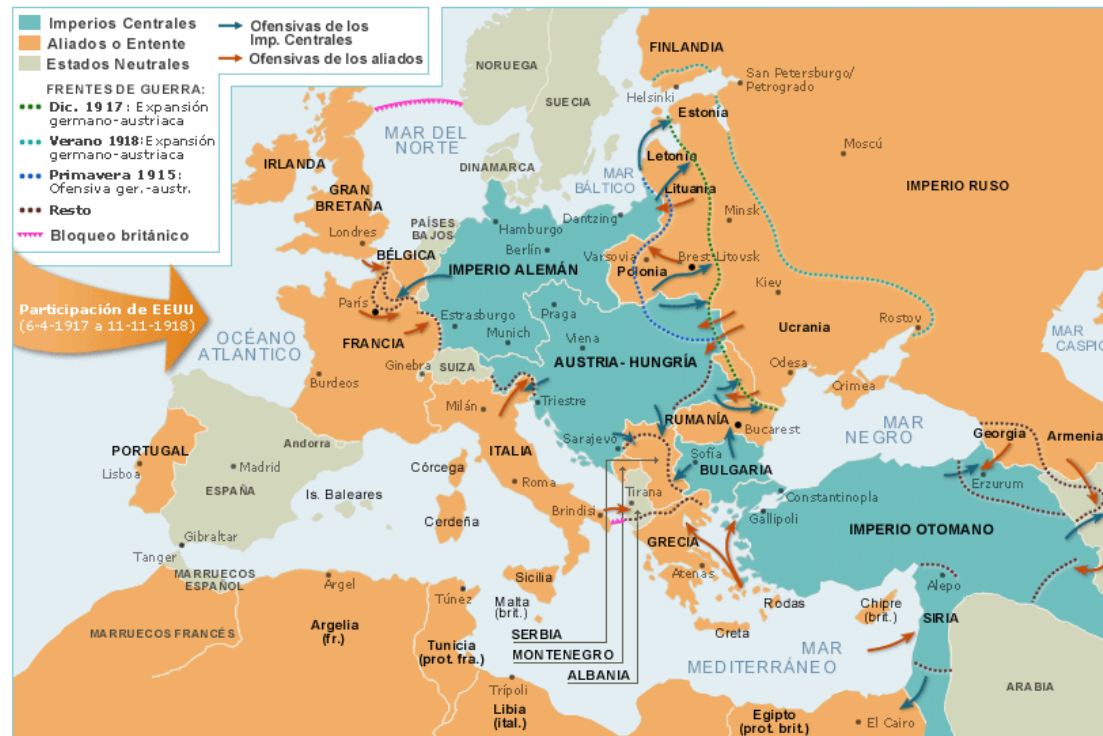 Imperios Centrales
Aliados o Entente
Estados Neutrales
Ofensivas de los
Imp. Centrales
Ofensivas de los aliados
FRENTES DE GUERRA:
Dic. 1917: Expansión
germano-austriaca
Verano 1918: Expansión
germano-austriaca
Primavera 1915:
Ofensiva ger.-austr.
Resto
Bloqueo británico
Participación de EEUU
(6-4-1917 a 11-11-1918)
NORUEGA
SUECIA
FINLANDIA
Helsinki
San Petersburgo/
Petrogrado
Estonía
Moscú
MAR DEL
NORTE
DINAMARCA
MAR
BÁLTICO
Letonia
Lituania
IMPERIO RUSO
IRLANDA
GRAN
BRETAÑA
Londres
PAÍSES
BAJOS
BÉLGICA
Hamburgo
Dantzing
Berlín
IMPERIO ALEMÁN
Minsk
Varsovia
Polonia
Brest-Litovsk
Kiev
Ucrania
Rostov
París
Estrasburgo
Praga
Munich
Viena
FRANCIA
OCÉANO
ATLANTICO
AUSTRIA-HUNGRÍA
MAR
CASPIO
Ginebra
SUIZA
Burdeos
Milán
Triestre
Odesa
Crimea
RUMANÍA
Bucarest
MAR
NEGRO
Georgia
Armenia
PORTUGAL
Lisboa
Andorra
Madrid
ESPAÑA
Is. Baleares
Córcega
ITALIA
Roma
Sarajevo
Sofía
BULGARIA
Erzurum
Cerdeña
Brindisi
Tirana
Constantinopla
Gallipoli
IMPERIO OTOMANO
GRECIA
Atenas
Gibraltar
Tanger
MARRUECOS
ESPAÑOL
Argel
Túnez
Sicilia
Malta
(brit.)
Rodas
Chipre
(brit.)
Alepo
SIRIA
Creta
MARRUECOS FRANCÉS
Argelia
(fr.)
Tunicia
(prot. fra.)
SERBIA
MONTENEGRO
ALBANIA
MAR
MEDITERRÁNEO
Trípoli
Libia
(ital.)
Egipto
(prot. brit.)
El Cairo
ARABIA